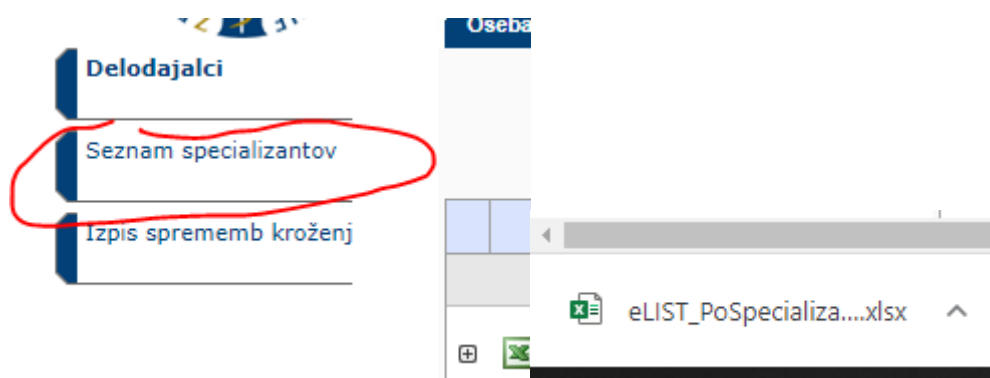 Oseba
Delodajalci
Seznam specializantov
Izpis sprememb kroženj
eLIST_PoSpecializa....xlsx